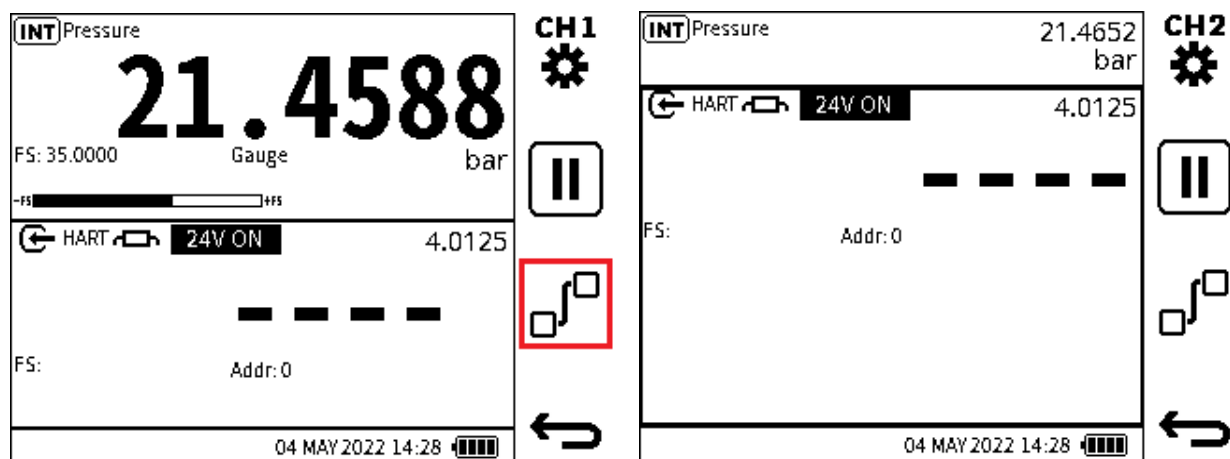 INT Pressure
CH1
21.4588
FS: 35.0000 Gauge bar
-FS +FS
HART 24V ON 4.0125
- - - -
FS: Addr: 0
04 MAY 2022 14:28
INT Pressure 21.4652
CH2
bar
HART 24V ON 4.0125
- - - -
FS: Addr: 0
04 MAY 2022 14:28